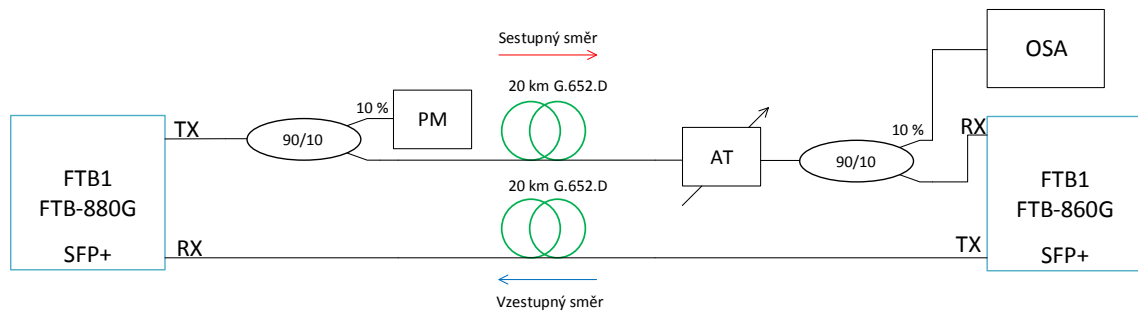 Sestupný směr
OSA
20 km G.652.D
10 %
PM
TX
90/10
AT
10 %
90/10
RX
FTB1
FTB-880G
SFP+
20 km G.652.D
FTB1
FTB-860G
SFP+
RX
TX
Vzestupný směr